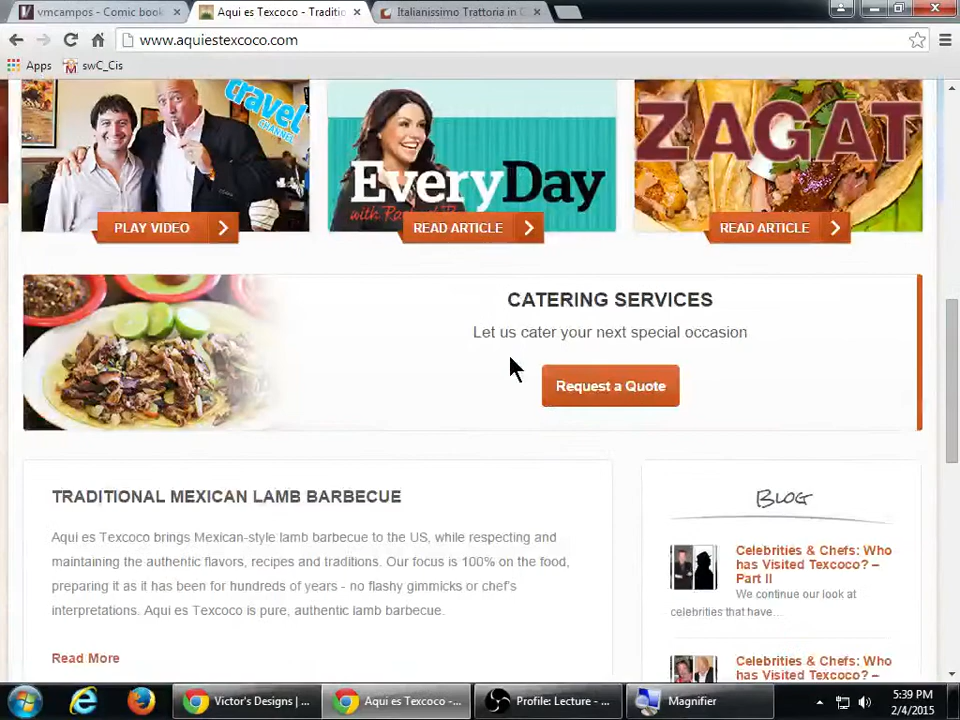 vmcampos - Comic book
Aqui es Texcoco - Traditio
Italianissimo Trattoria in C
www.aquiestexcoco.com
Apps
swC_Cis
travel
CHANNEL
EveryDay
with
ZAGAT
PLAY VIDEO
READ ARTICLE
READ ARTICLE
CATERING SERVICES
Let us cater your next special occasion
Request a Quote
TRADITIONAL MEXICAN LAMB BARBECUE
Aqui es Texcoco brings Mexican-style lamb barbecue to the US, while respecting and
maintaining the authentic flavors, recipes and traditions. Our focus is 100% on the food,
preparing it as it has been for hundreds of years - no flashy gimmicks or chef's
interpretations. Aqui es Texcoco is pure, authentic lamb barbecue.
Read More
BLOG
Celebrities & Chefs: Who
has Visited Texcoco? –
Part II
We continue our look at
celebrities that have...
Celebrities & Chefs: Who
has Visited Texcoco? –
Victor's Designs | ...
Aqui es Texcoco -...
Profile: Lecture - ...
Magnifier
5:39 PM
2/4/2015